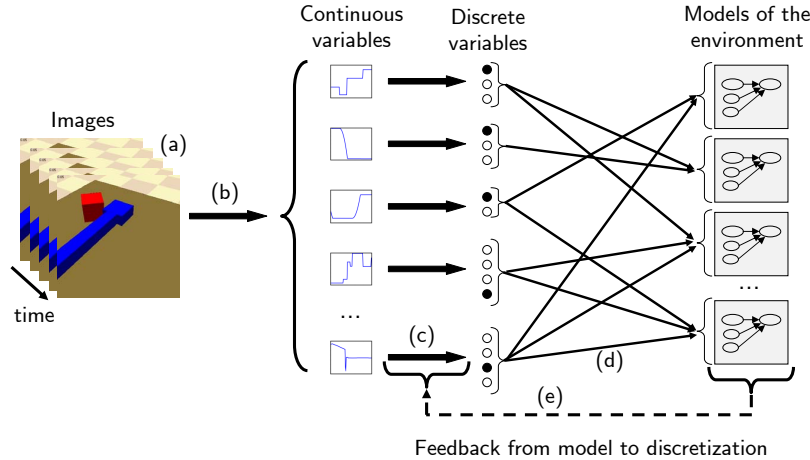 Continuous
variables
Discrete
variables
Models of the
environment
Images
(a)
(b)
...
...
time
(c)
(d)
(e)
Feedback from model to discretization